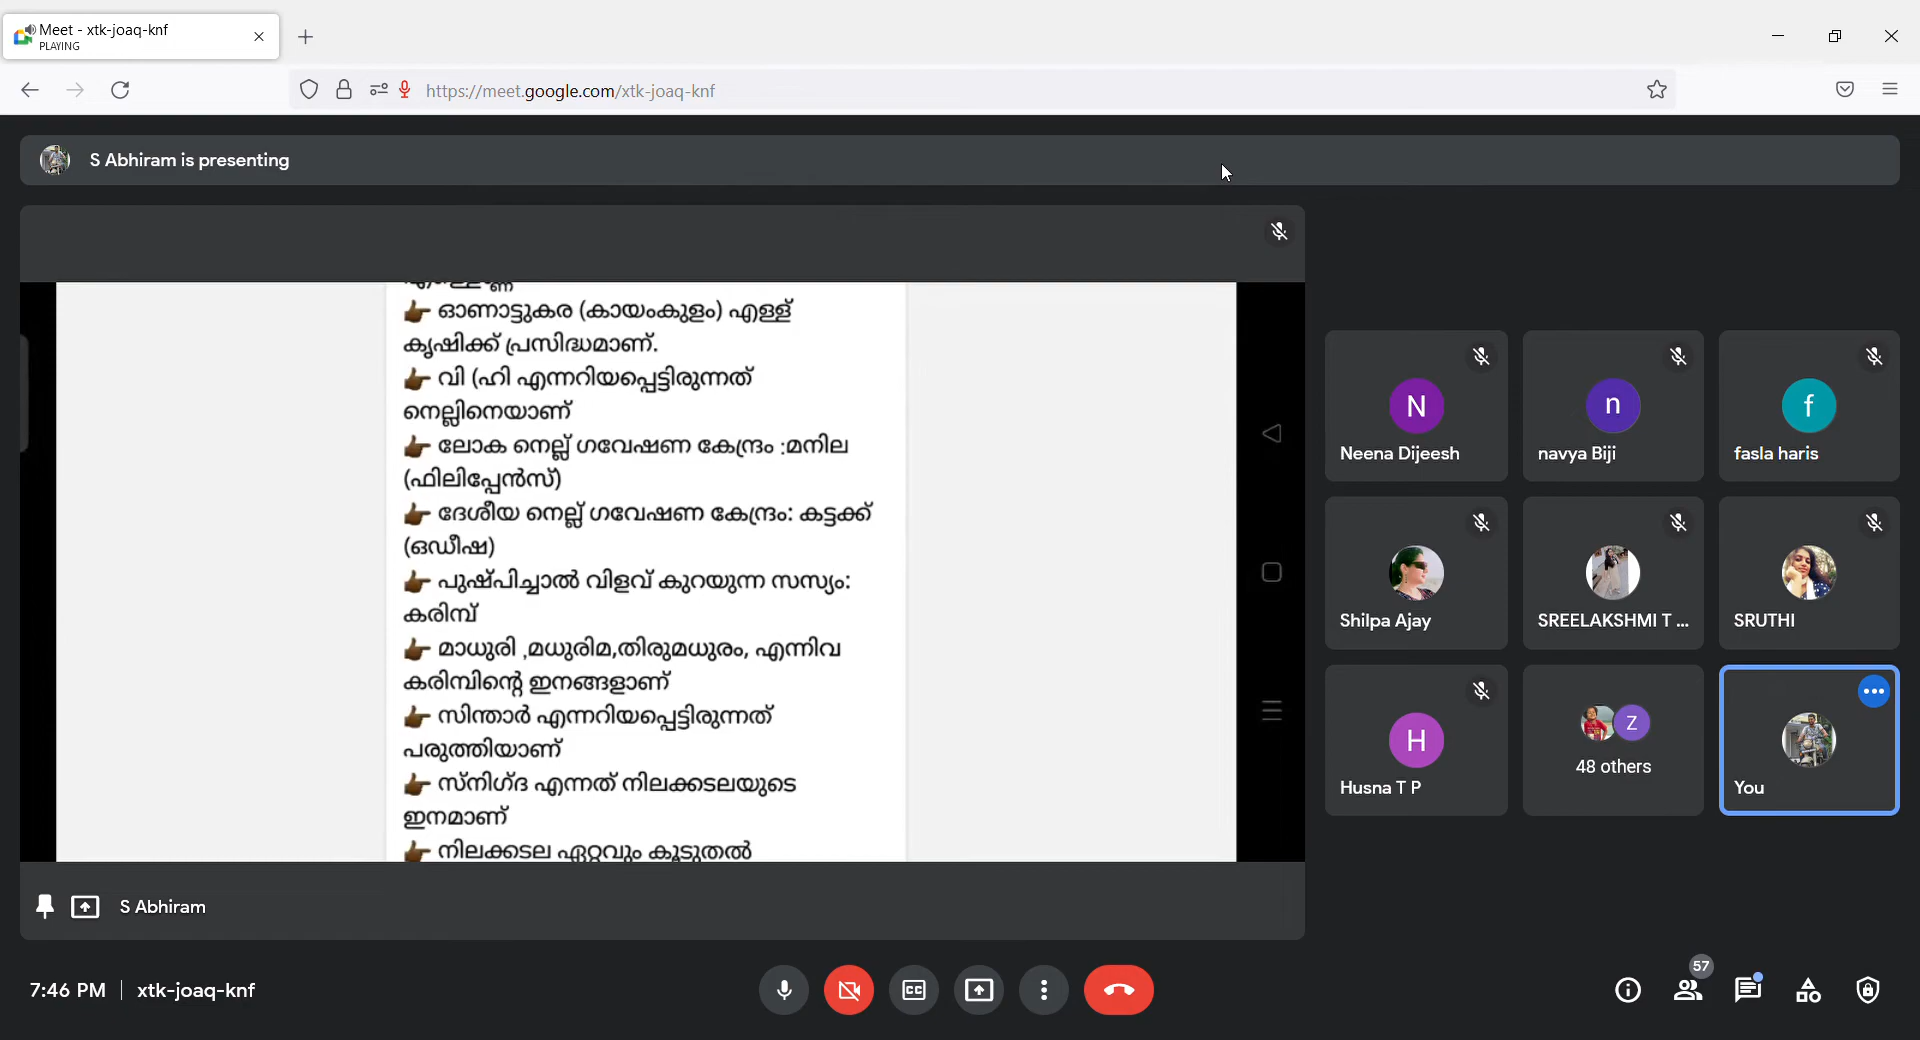 Meet - xtk-joaq-knf
PLAYING
https://meet.google.com/xtk-joaq-knf
S Abhiram is presenting
ഓണാട്ടുകര (കായംകുളം) എള്ള്
കൃഷിക്ക് പ്രസിദ്ധമാണ്.
വി (ഹി എന്നറിയപ്പെട്ടിരുന്നത്
നെല്ലിനെയാണ്
ലോക നെല്ല് ഗവേഷണ കേന്ദ്രം :മനില
(ഫിലിപ്പേൻസ്)
ദേശീയ നെല്ല് ഗവേഷണ കേന്ദ്രം: കട്ടക്ക്
(ഒഡീഷ)
പുഷ്പിച്ചാൽ വിളവ് കുറയുന്ന സസ്യം:
കരിമ്പ്
മാധുരി ,മധുരിമ,തിരുമധുരം, എന്നിവ
കരിമ്പിന്റെ ഇനങ്ങളാണ്
സിന്താർ എന്നറിയപ്പെട്ടിരുന്നത്
പരുത്തിയാണ്
സ്നിഗ്ദ എന്നത് നിലക്കടലയുടെ
ഇനമാണ്
നിലക്കടല ഏറ്റവും കൂടുതൽ
S Abhiram
N
Neena Dijeesh
n
navya Biji
f
fasla haris
Shilpa Ajay
SREELAKSHMI T ...
SRUTHI
H
Husna T P
Z
48 others
You
7:46 PM | xtk-joaq-knf
CC
57